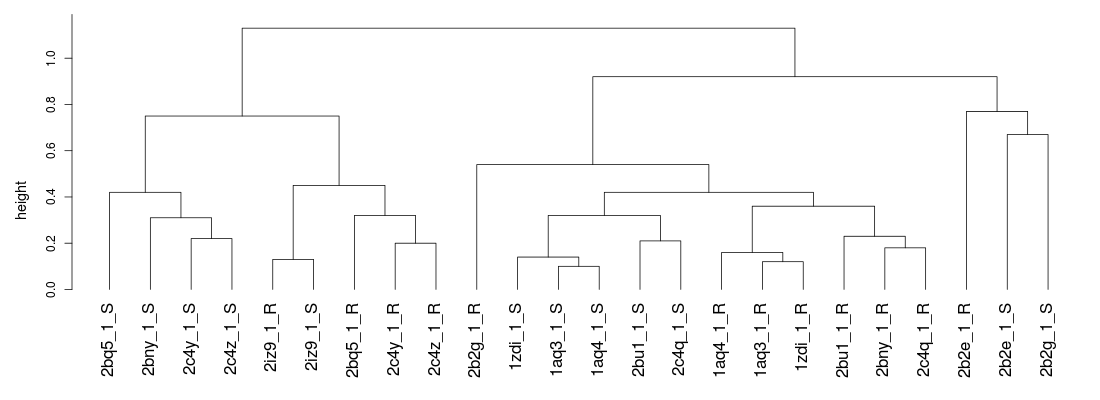 height
1.0
0.8
0.6
0.4
0.2
0.0
2bq5_1_S
2bny_1_S
2c4y_1_S
2c4z_1_S
2iz9_1_R
2iz9_1_S
2bq5_1_R
2c4y_1_R
2c4z_1_R
2b2g_1_R
1zdi_1_S
1aq3_1_S
1aq4_1_S
2bu1_1_S
2c4q_1_S
1aq4_1_R
1aq3_1_R
1zdi_1_R
2bu1_1_R
2bny_1_R
2c4q_1_R
2b2e_1_R
2b2e_1_S
2b2g_1_S